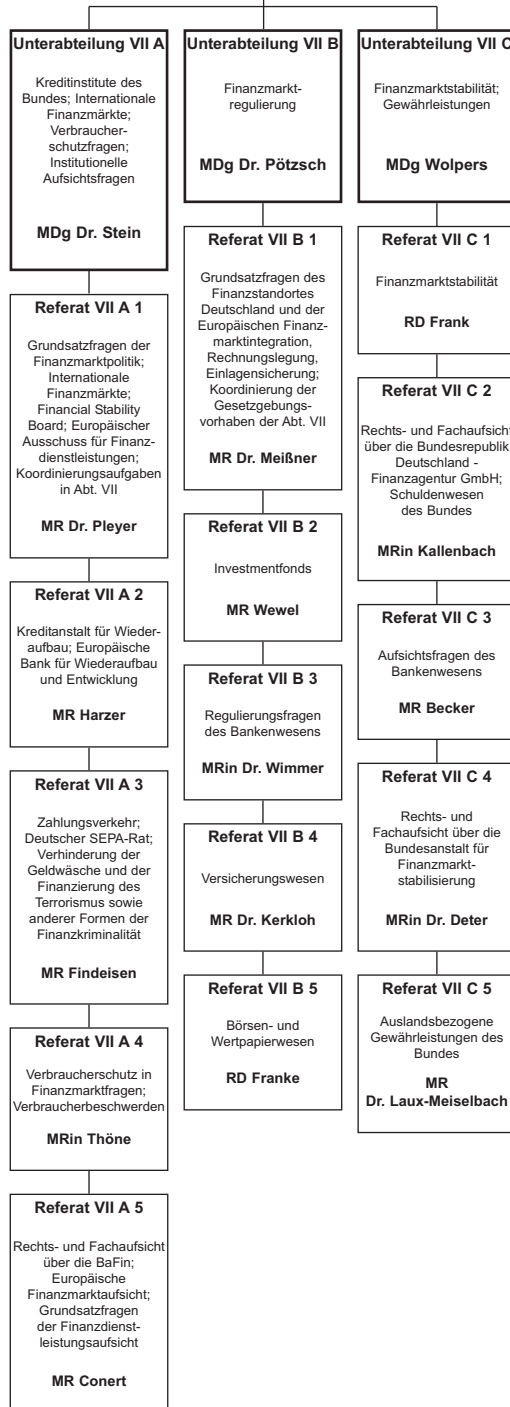 Unterabteilung VII A
Kreditinstitute des
Bundes; Internationale
Finanzmärkte;
Verbraucher-
schutzfragen;
Institutionelle
Aufsichtsfragen
MDg Dr. Stein
Referat VII A 1
Grundsatzfragen der
Finanzmarktpolitik;
Internationale
Finanzmärkte;
Financial Stability
Board; Europäischer
Ausschuss für Finanz-
dienstleistungen;
Koordinierungsaufgaben
in Abt. VII
MR Dr. Pleyer
Referat VII A 2
Kreditanstalt für Wieder-
aufbau; Europäische
Bank für Wiederaufbau
und Entwicklung
MR Harzer
Referat VII A 3
Zahlungsverkehr;
Deutscher SEPA-Rat;
Verhinderung der
Geldwäsche und der
Finanzierung des
Terrorismus sowie
anderer Formen der
Finanzkriminalität
MR Findeisen
Referat VII A 4
Verbraucherschutz in
Finanzmarktfragen;
Verbraucherbeschwerden
MRin Thöne
Referat VII A 5
Rechts- und Fachaufsicht
über die BaFin;
Europäische
Finanzmarktaufsicht;
Grundsatzfragen
der Finanzdienst-
leistungsaufsicht
MR Conert
Unterabteilung VII B
Finanzmarkt-
regulierung
MDg Dr. Pötzsch
Referat VII B 1
Grundsatzfragen des
Finanzstandortes
Deutschland und der
Europäischen Finanz-
marktintegration,
Rechnungslegung,
Einlagensicherung;
Koordinierung der
Gesetzgebungs-
vorhaben der Abt. VII
MR Dr. Meißner
Referat VII B 2
Investmentfonds
MR Wewel
Referat VII B 3
Regulierungsfragen
des Bankenwesens
MRin Dr. Wimmer
Referat VII B 4
Versicherungswesen
MR Dr. Kerkloh
Referat VII B 5
Börsen- und
Wertpapierwesen
RD Franke
Unterabteilung VII C
Finanzmarktstabilität;
Gewährleistungen
MDg Wolpers
Referat VII C 1
Finanzmarktstabilität
RD Frank
Referat VII C 2
Rechts- und Fachaufsicht
über die Bundesrepublik
Deutschland -
Finanzagentur GmbH;
Schuldenwesen
des Bundes
MRin Kallenbach
Referat VII C 3
Aufsichtsfragen des
Bankenwesens
MR Becker
Referat VII C 4
Rechts- und
Fachaufsicht über die
Bundesanstalt für
Finanzmarkt-
stabilisierung
MRin Dr. Deter
Referat VII C 5
Auslandsbezogene
Gewährleistungen des
Bundes
MR
Dr. Laux-Meiselbach